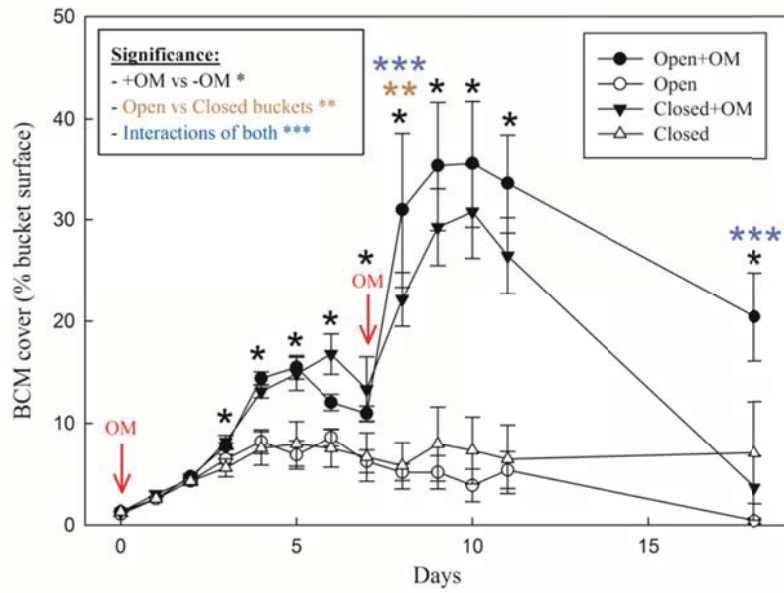 50
40
30
20
10
0
BCM cover (% bucket surface)
Significance:
- +OM vs -OM *
- Open vs Closed buckets **
- Interactions of both ***
Open+OM
Open
Closed+OM
Closed
***
**
*
*
*
*
***
*
*
OM
*
*
*
*
OM
0
5
10
15
Days